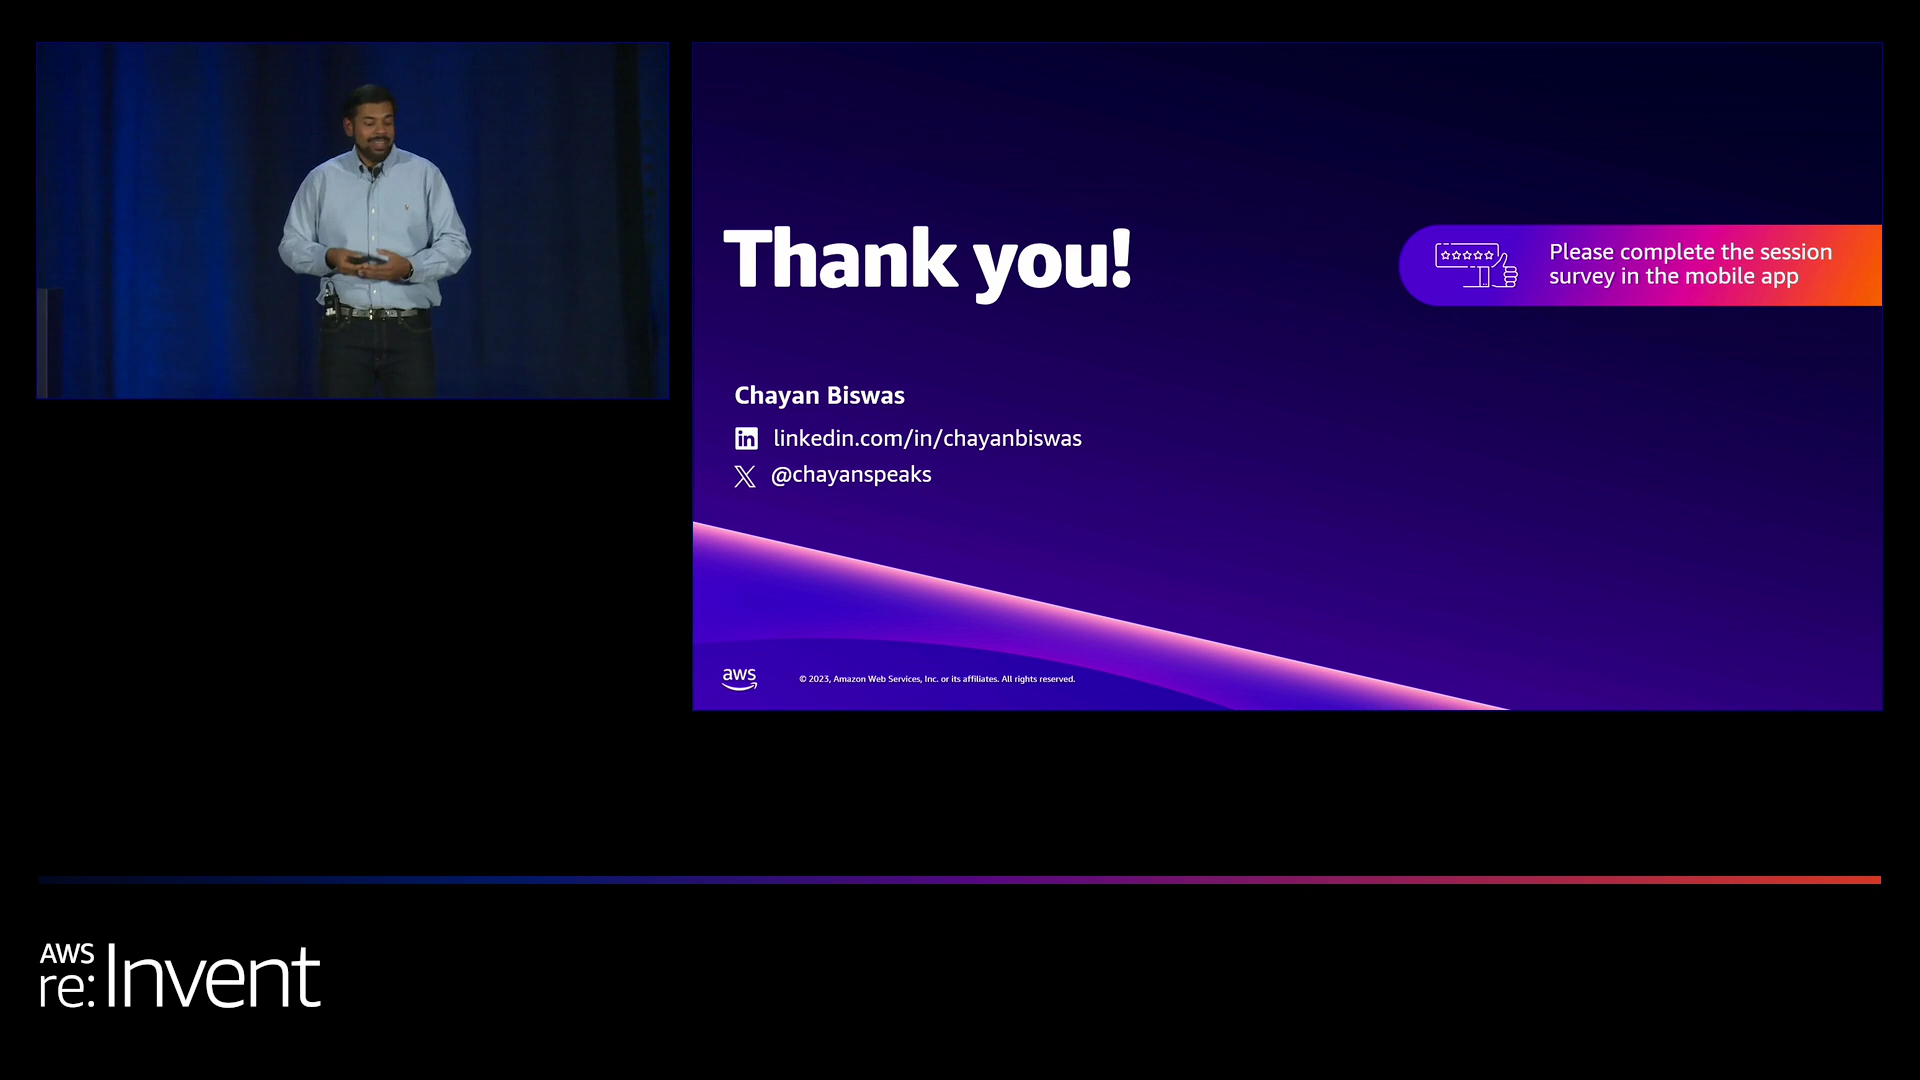 Thank you!
Please complete the session
survey in the mobile app
Chayan Biswas
in linkedin.com/in/chayanbiswas
X @chayanspeaks
aws
© 2023, Amazon Web Services, Inc. or its affiliates. All rights reserved.
AWS
re:Invent